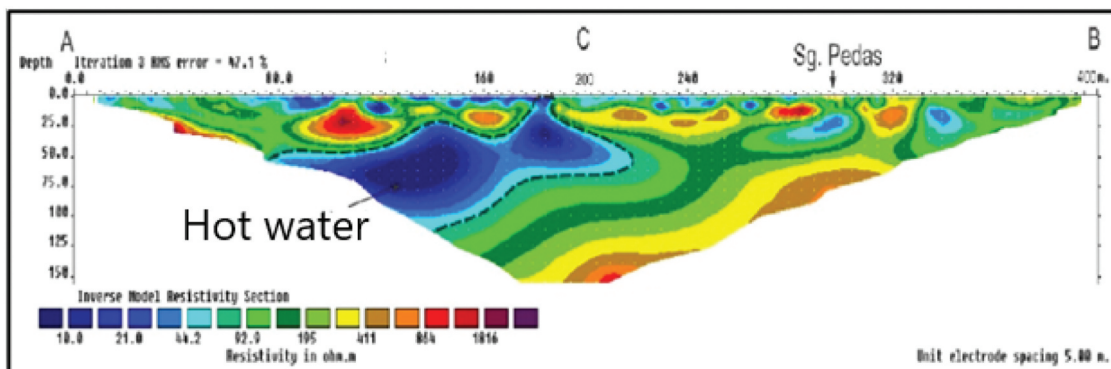 A C B
Depth Iteration 3 RMS error = 47.1 %
Sg. Pedas
0.0 80.0 160 200 240 320 400 m.
0.0
25.0
50.0
75.0
100.
125.
150.
Hot water
Inverse Model Resistivity Section
10.0 21.0 44.2 92.9 195 411 864 1816
Resistivity in ohm.m
Unit electrode spacing 5.00 m.